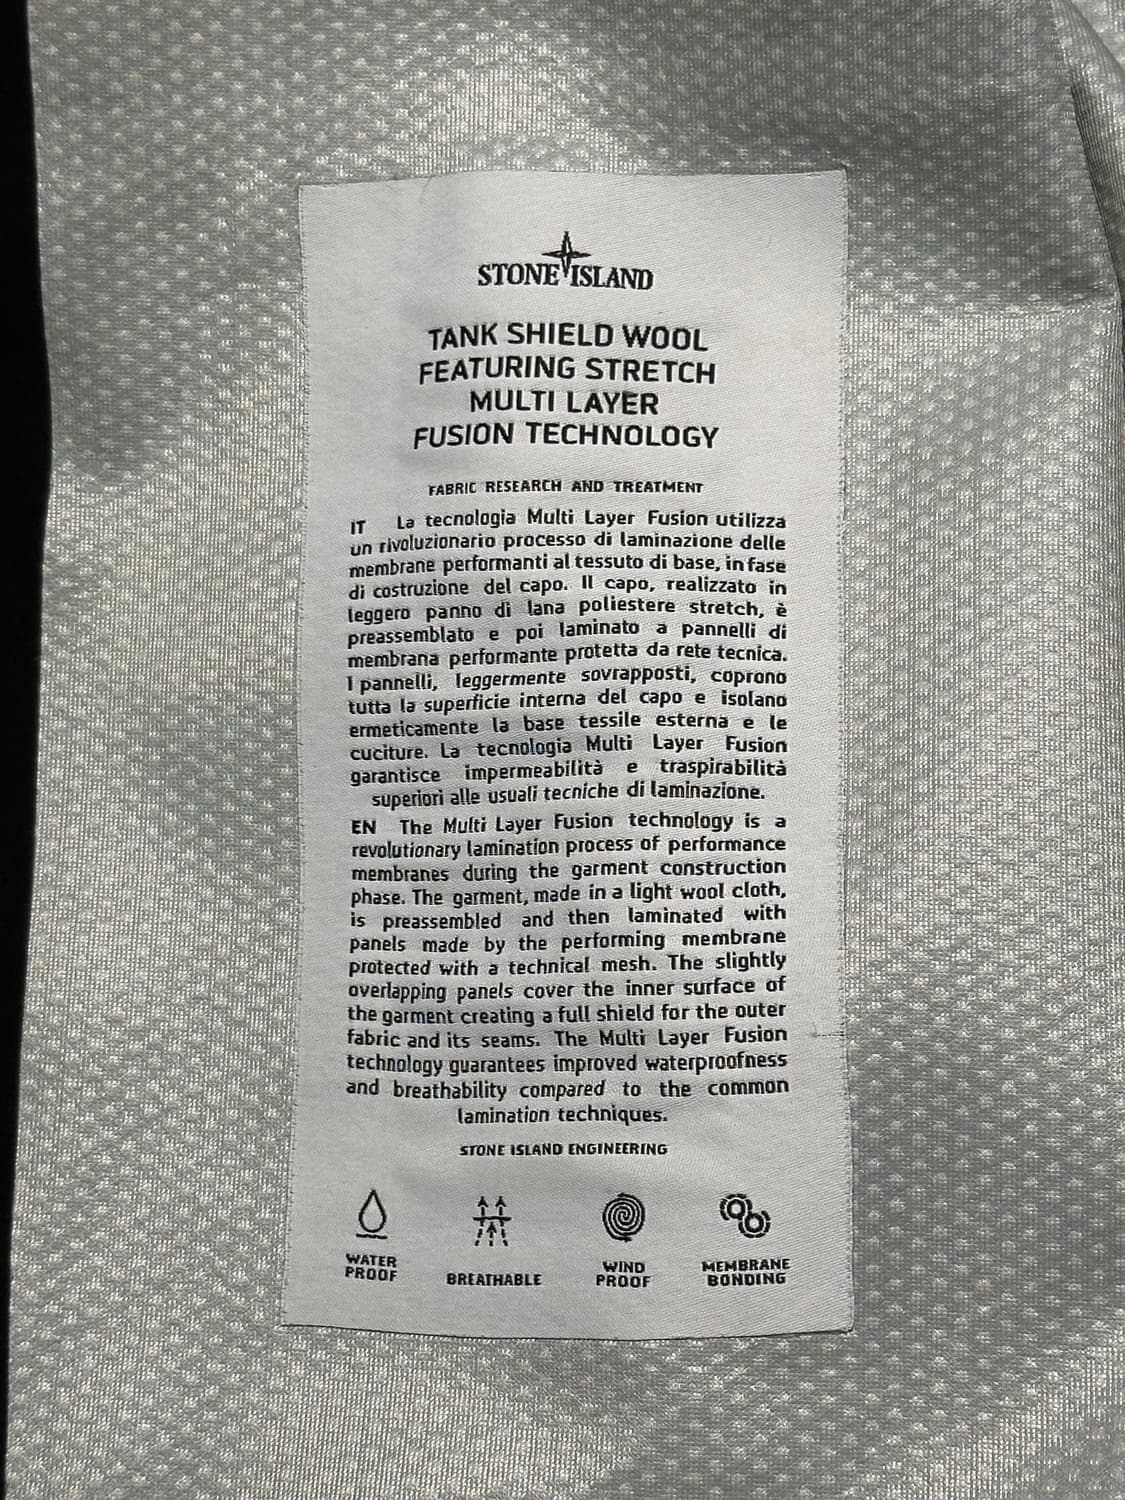 STONE ISLAND
TANK SHIELD WOOL
FEATURING STRETCH
MULTI LAYER
FUSION TECHNOLOGY
FABRIC RESEARCH AND TREATMENT
IT La tecnologia Multi Layer Fusion utilizza
un rivoluzionario processo di laminazione delle
membrane performanti al tessuto di base, in fase
di costruzione del capo. Il capo, realizzato in
leggero panno di lana poliestere stretch, è
preassemblato e poi laminato a pannelli di
membrana performante protetta da rete tecnica.
I pannelli, leggermente sovrapposti, coprono
tutta la superficie interna del capo e isolano
ermeticamente la base tessile esterna e le
cuciture. La tecnologia Multi Layer Fusion
garantisce impermeabilità e traspirabilità
superiori alle usuali tecniche di laminazione.
EN The Multi Layer Fusion technology is a
revolutionary lamination process of performance
membranes during the garment construction
phase. The garment, made in a light wool cloth,
is preassembled and then laminated with
panels made by the performing membrane
protected with a technical mesh. The slightly
overlapping panels cover the inner surface of
the garment creating a full shield for the outer
fabric and its seams. The Multi Layer Fusion
technology guarantees improved waterproofness
and breathability compared to the common
lamination techniques.
STONE ISLAND ENGINEERING
WATER
PROOF
BREATHABLE
WIND
PROOF
MEMBRANE
BONDING